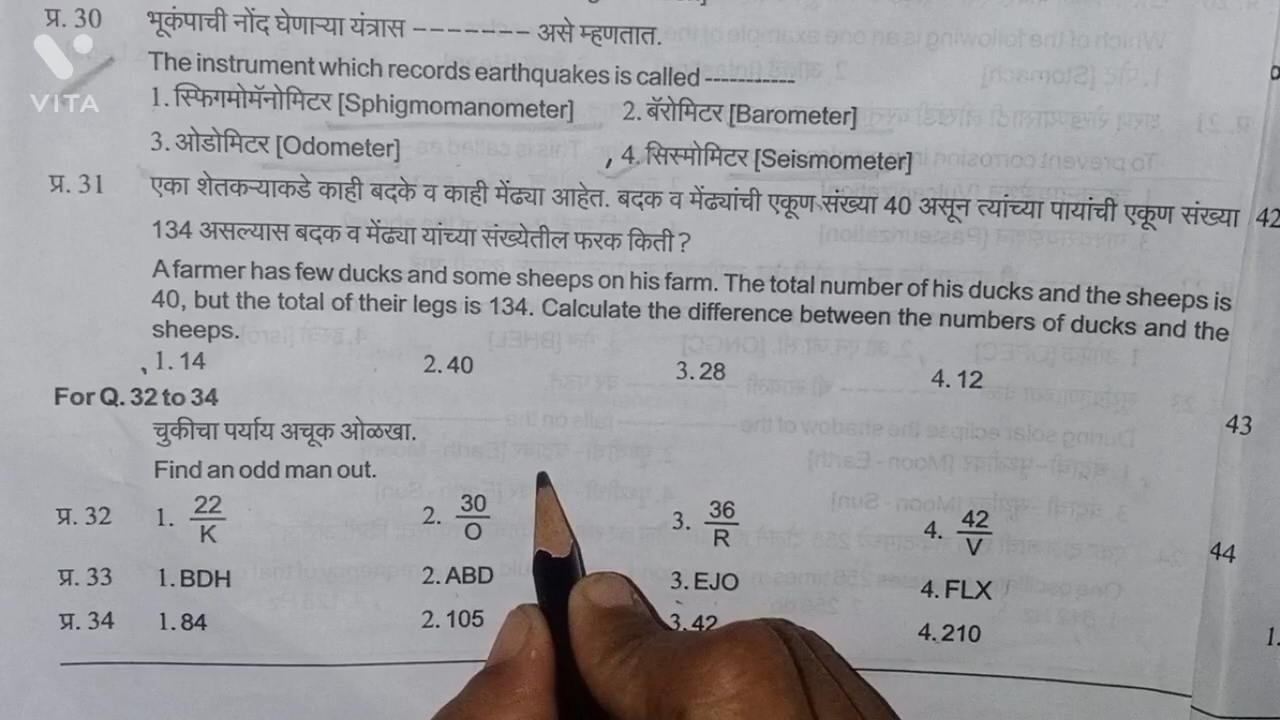 प्र. 30 भूकंपाची नोंद घेणाऱ्या यंत्रास ------- असे म्हणतात.
VITA
The instrument which records earthquakes is called -----------
1. स्फिगमोमॅनोमिटर [Sphigmomanometer] 2. बॅरोमिटर [Barometer]
3. ओडोमिटर [Odometer] , 4. सिस्मोमिटर [Seismometer]
प्र. 31 एका शेतकऱ्याकडे काही बदके व काही मेंढ्या आहेत. बदक व मेंढ्यांची एकूण संख्या 40 असून त्यांच्या पायांची एकूण संख्या
134 असल्यास बदक व मेंढ्या यांच्या संख्येतील फरक किती ?
A farmer has few ducks and some sheeps on his farm. The total number of his ducks and the sheeps is
40, but the total of their legs is 134. Calculate the difference between the numbers of ducks and the
sheeps.
1. 14 2. 40 3. 28 4. 12
For Q. 32 to 34
चुकीचा पर्याय अचूक ओळखा.
Find an odd man out.
प्र. 32 1. 22/K 2. 30/O 3. 36/R 4. 42/V
प्र. 33 1. BDH 2. ABD 3. EJO 4. FLX
प्र. 34 1. 84 2. 105 3. 42 4. 210
42
43
44
1.